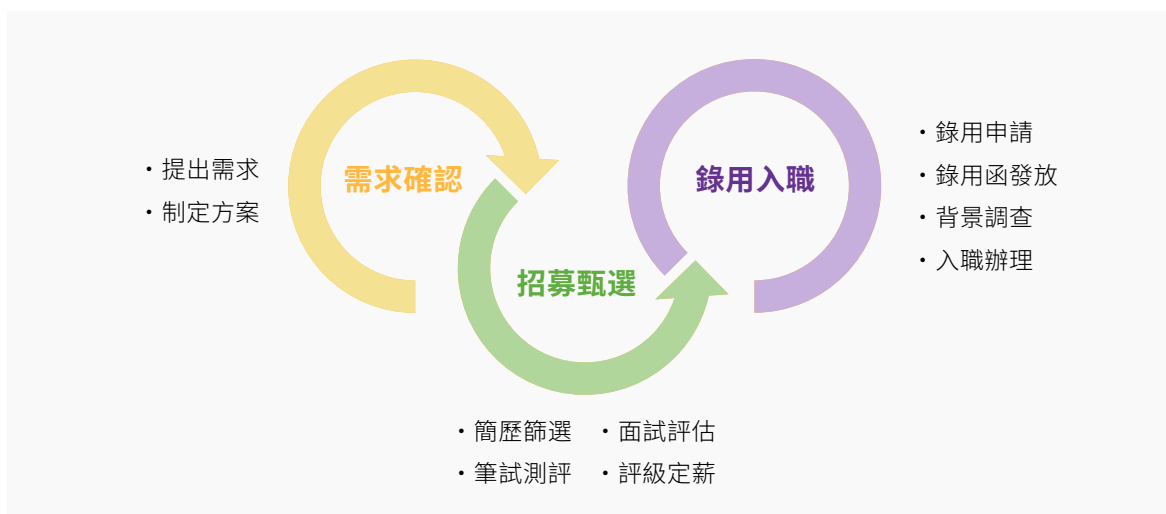 需求確認
・提出需求
・制定方案
招募甄選
・簡歷篩選
・面試評估
・筆試測評
・評級定薪
錄用入職
・錄用申請
・錄用函發放
・背景調查
・入職辦理